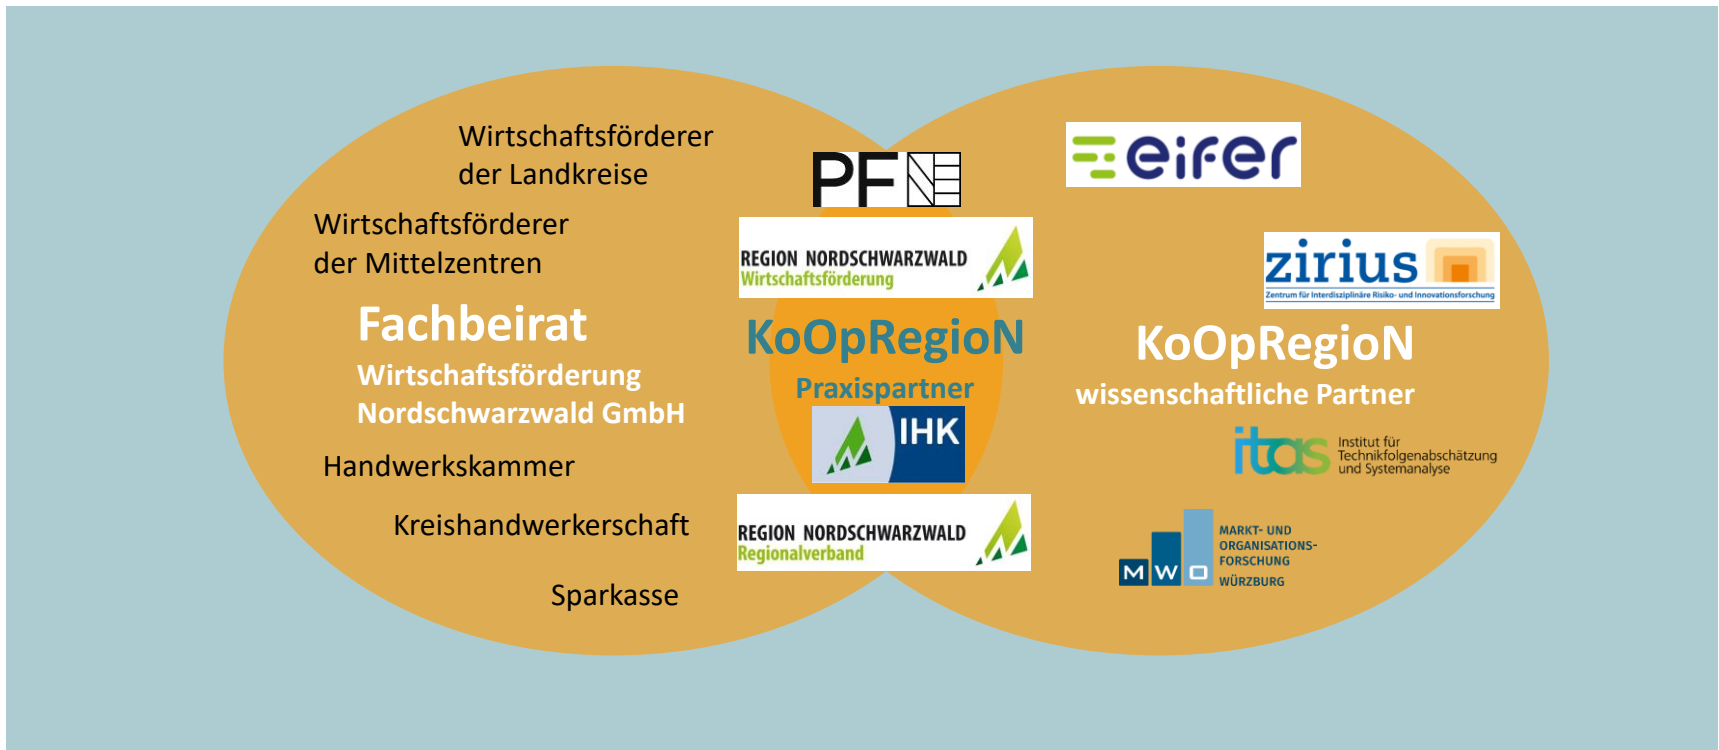 Wirtschaftsförderer
der Landkreise
Wirtschaftsförderer
der Mittelzentren
Fachbeirat
Wirtschaftsförderung
Nordschwarzwald GmbH
Handwerkskammer
Kreishandwerkerschaft
Sparkasse
PF
REGION NORDSCHWARZWALD
Wirtschaftsförderung
KoOpRegioN
Praxispartner
IHK
REGION NORDSCHWARZWALD
Regionalverband
eifer
zirius
Zentrum für Interdisziplinäre Risiko- und Innovationsforschung
KoOpRegioN
wissenschaftliche Partner
itas
Institut für
Technikfolgenabschätzung
und Systemanalyse
MWO
MARKT- UND
ORGANISATIONS-
FORSCHUNG
WÜRZBURG